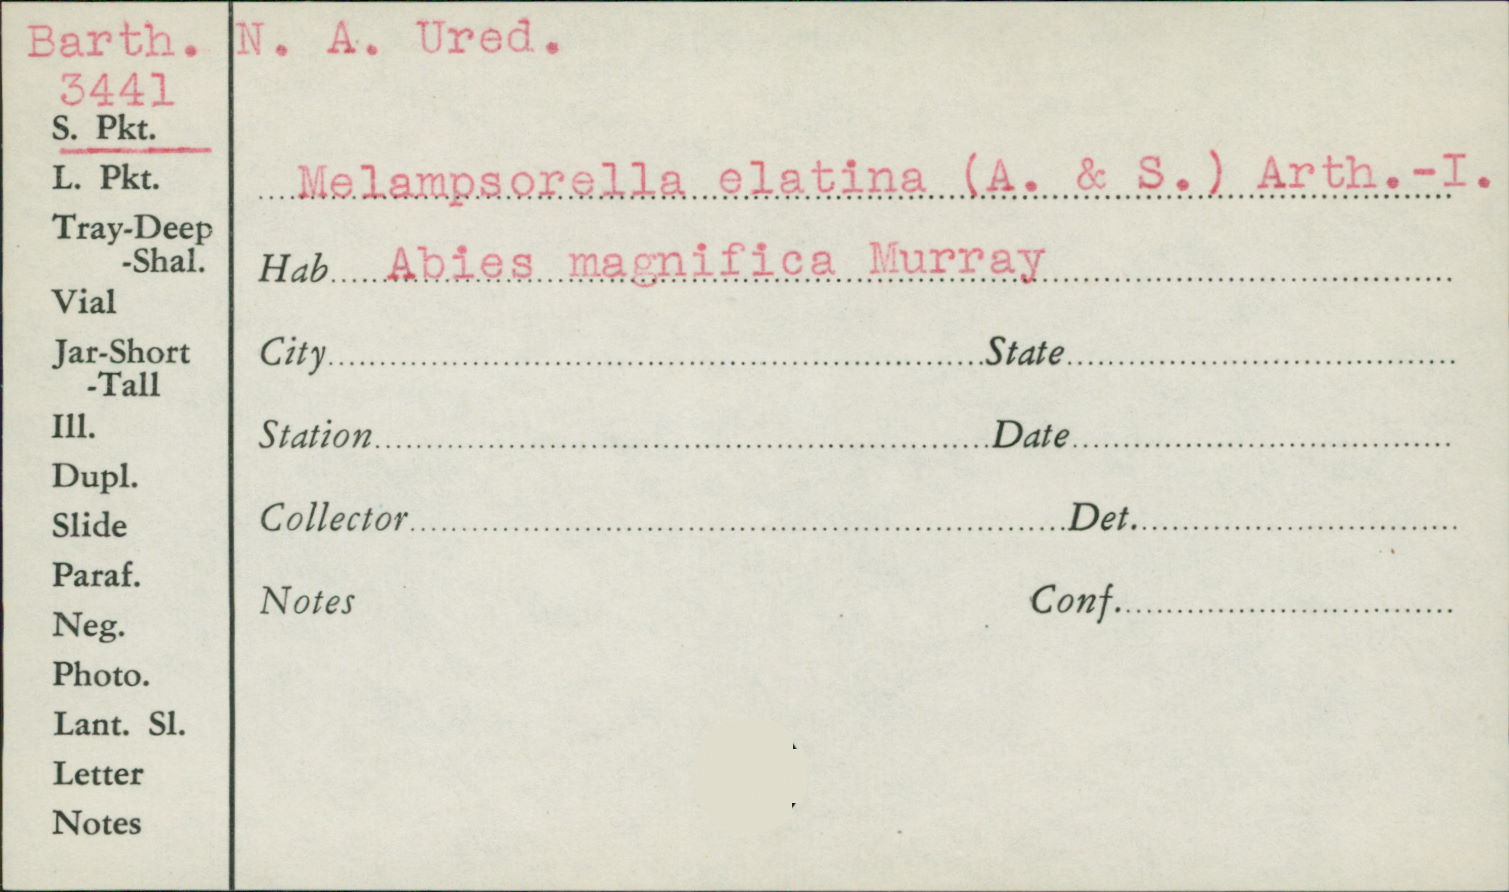 Barth. N. A. Ured.
3441
S. Pkt.
L. Pkt.
Tray-Deep
-Shal.
Vial
Jar-Short
-Tall
Ill.
Dupl.
Slide
Paraf.
Neg.
Photo.
Lant. Sl.
Letter
Notes
Melampsorella elatina (A. & S.) Arth.-I.
Hab Abies magnifica Murray
City State
Station Date
Collector Det.
Notes Conf.